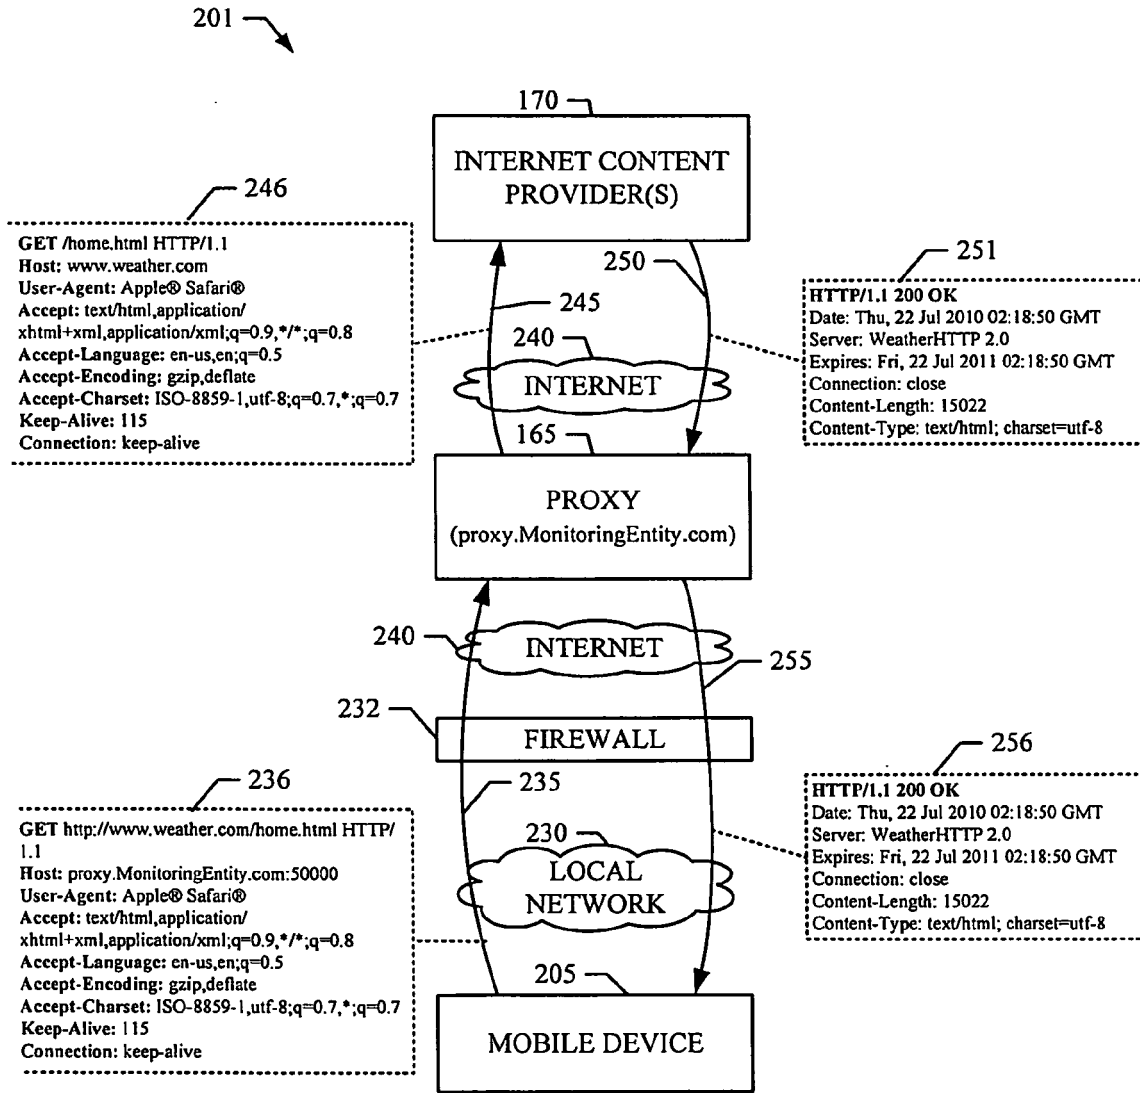 201
170
INTERNET CONTENT
PROVIDER(S)
246
GET /home.html HTTP/1.1
Host: www.weather.com
User-Agent: Apple® Safari®
Accept: text/html,application/
xhtml+xml,application/xml;q=0.9,*/*;q=0.8
Accept-Language: en-us,en;q=0.5
Accept-Encoding: gzip,deflate
Accept-Charset: ISO-8859-1,utf-8;q=0.7,*;q=0.7
Keep-Alive: 115
Connection: keep-alive
250
251
HTTP/1.1 200 OK
Date: Thu, 22 Jul 2010 02:18:50 GMT
Server: WeatherHTTP 2.0
Expires: Fri, 22 Jul 2011 02:18:50 GMT
Connection: close
Content-Length: 15022
Content-Type: text/html; charset=utf-8
245
240
INTERNET
165
PROXY
(proxy.MonitoringEntity.com)
240
INTERNET
255
232
FIREWALL
235
236
GET http://www.weather.com/home.html HTTP/
1.1
Host: proxy.MonitoringEntity.com:50000
User-Agent: Apple® Safari®
Accept: text/html,application/
xhtml+xml,application/xml;q=0.9,*/*;q=0.8
Accept-Language: en-us,en;q=0.5
Accept-Encoding: gzip,deflate
Accept-Charset: ISO-8859-1,utf-8;q=0.7,*;q=0.7
Keep-Alive: 115
Connection: keep-alive
256
HTTP/1.1 200 OK
Date: Thu, 22 Jul 2010 02:18:50 GMT
Server: WeatherHTTP 2.0
Expires: Fri, 22 Jul 2011 02:18:50 GMT
Connection: close
Content-Length: 15022
Content-Type: text/html; charset=utf-8
230
LOCAL
NETWORK
205
MOBILE DEVICE